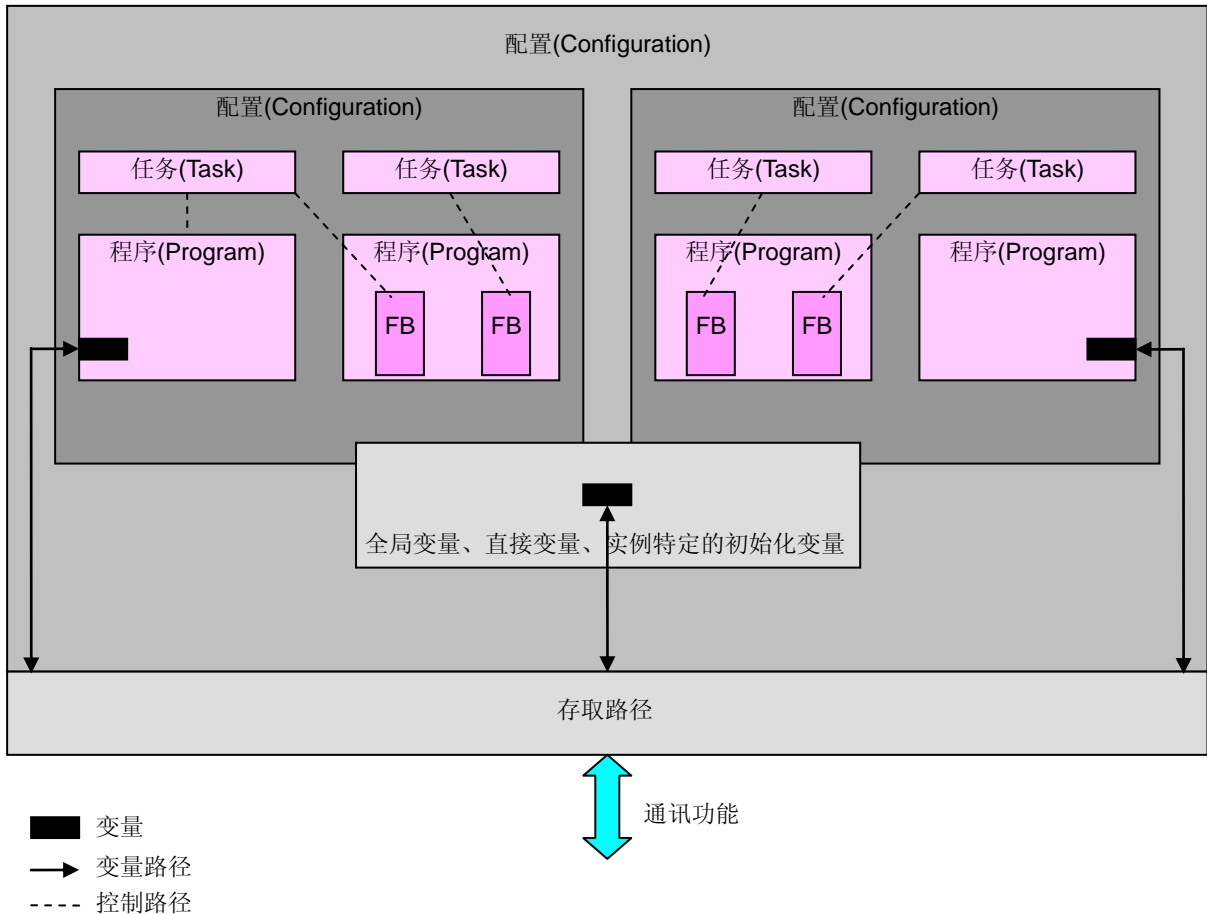 配置(Configuration)
配置(Configuration)
配置(Configuration)
任务(Task)
任务(Task)
任务(Task)
任务(Task)
程序(Program)
程序(Program)
程序(Program)
程序(Program)
FB
FB
FB
FB
全局变量、直接变量、实例特定的初始化变量
存取路径
通讯功能
变量
变量路径
控制路径